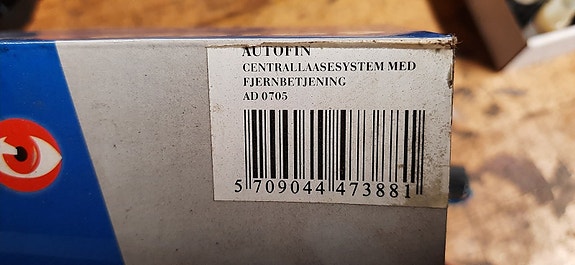 AUTOFIN
CENTRALLAASESYSTEM MED
FJERNBETJENING
AD 0705
5 709044 473881